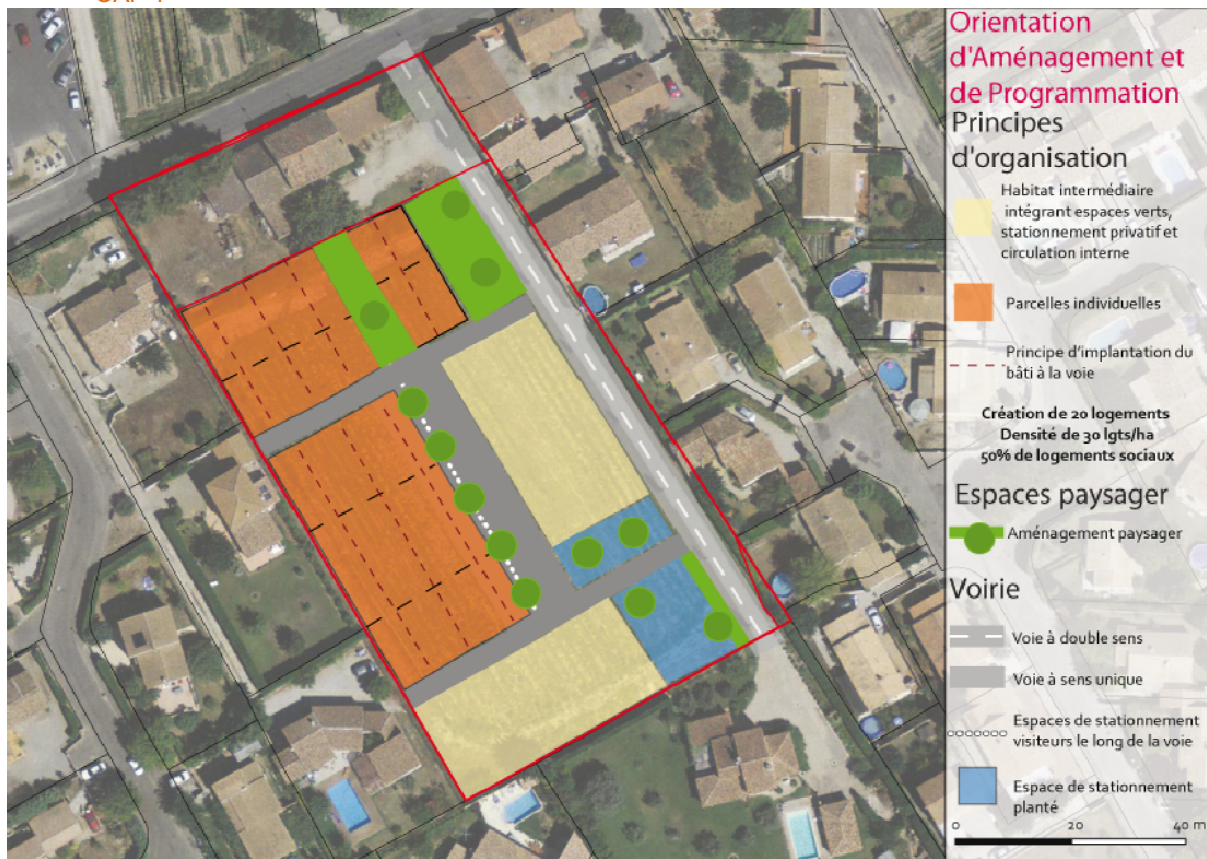 Orientation
d'Aménagement et
de Programmation
Principes
d'organisation
Habitat intermédiaire
intégrant espaces verts,
stationnement privatif et
circulation interne
Parcelles individuelles
Principe d'implantation du
bâti à la voie
Création de 20 logements
Densité de 30 lgts/ha
50% de logements sociaux
Espaces paysager
Aménagement paysager
Voirie
Voie à double sens
Voie à sens unique
Espaces de stationnement
visiteurs le long de la voie
Espace de stationnement
planté
0 20 40 m